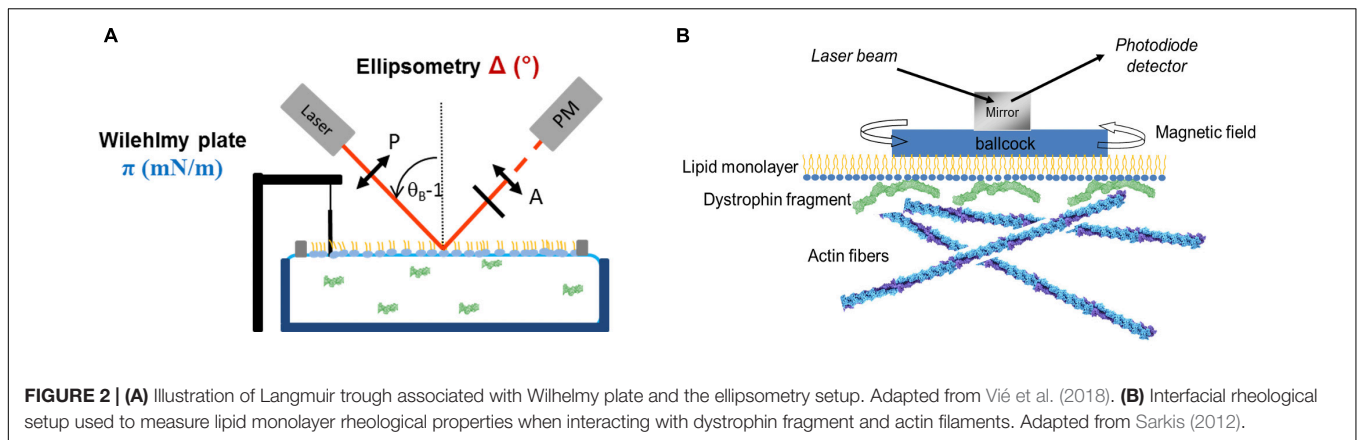 A
Ellipsometry Δ (°)
Laser
PM
Wilehlmy plate
π (mN/m)
P
θB-1
A
B
Laser beam
Photodiode
detector
Mirror
ballcock
Magnetic field
Lipid monolayer
Dystrophin fragment
Actin fibers
FIGURE 2 | (A) Illustration of Langmuir trough associated with Wilhelmy plate and the ellipsometry setup. Adapted from Vié et al. (2018). (B) Interfacial rheological
setup used to measure lipid monolayer rheological properties when interacting with dystrophin fragment and actin filaments. Adapted from Sarkis (2012).